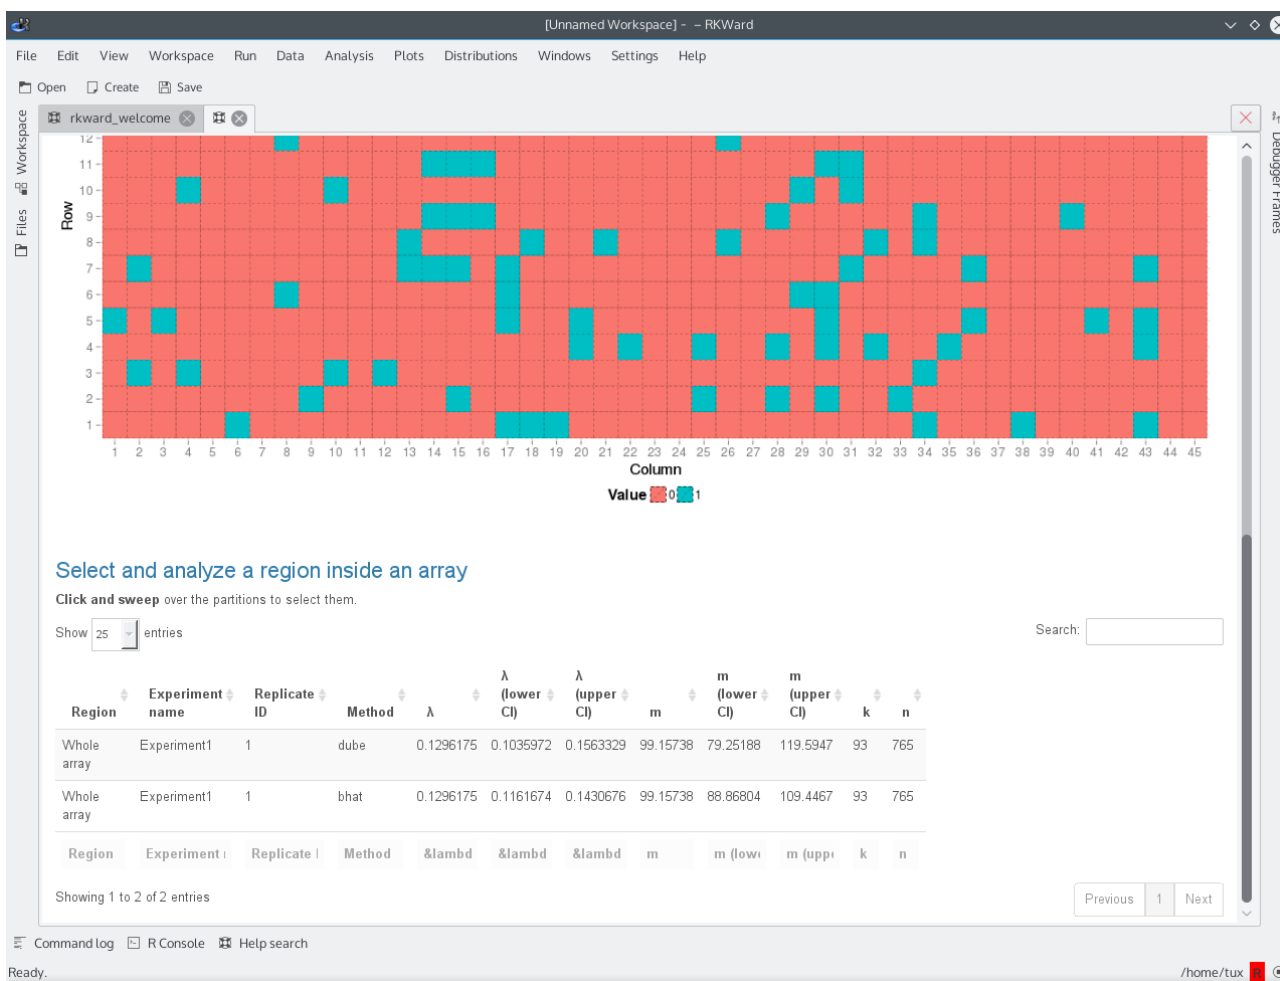 [Unnamed Workspace] - – RKWard
File Edit View Workspace Run Data Analysis Plots Distributions Windows Settings Help
Open Create Save
rkward_welcome
Workspace
Files
Debugger Frames
Row
12
11
10
9
8
7
6
5
4
3
2
1
1 2 3 4 5 6 7 8 9 10 11 12 13 14 15 16 17 18 19 20 21 22 23 24 25 26 27 28 29 30 31 32 33 34 35 36 37 38 39 40 41 42 43 44 45
Column
Value 0 1
Select and analyze a region inside an array
Click and sweep over the partitions to select them.
Show 25 entries Search:
Region Experiment name Replicate ID Method λ λ (lower CI) λ (upper CI) m m (lower CI) m (upper CI) k n
Whole array Experiment1 1 dube 0.1296175 0.1035972 0.1563329 99.15738 79.25188 119.5947 93 765
Whole array Experiment1 1 bhat 0.1296175 0.1161674 0.1430676 99.15738 88.86804 109.4467 93 765
Region Experiment Replicate Method &lambd &lambd &lambd m m (low m (upp k n
Showing 1 to 2 of 2 entries Previous 1 Next
Command log R Console Help search
Ready. /home/tux R